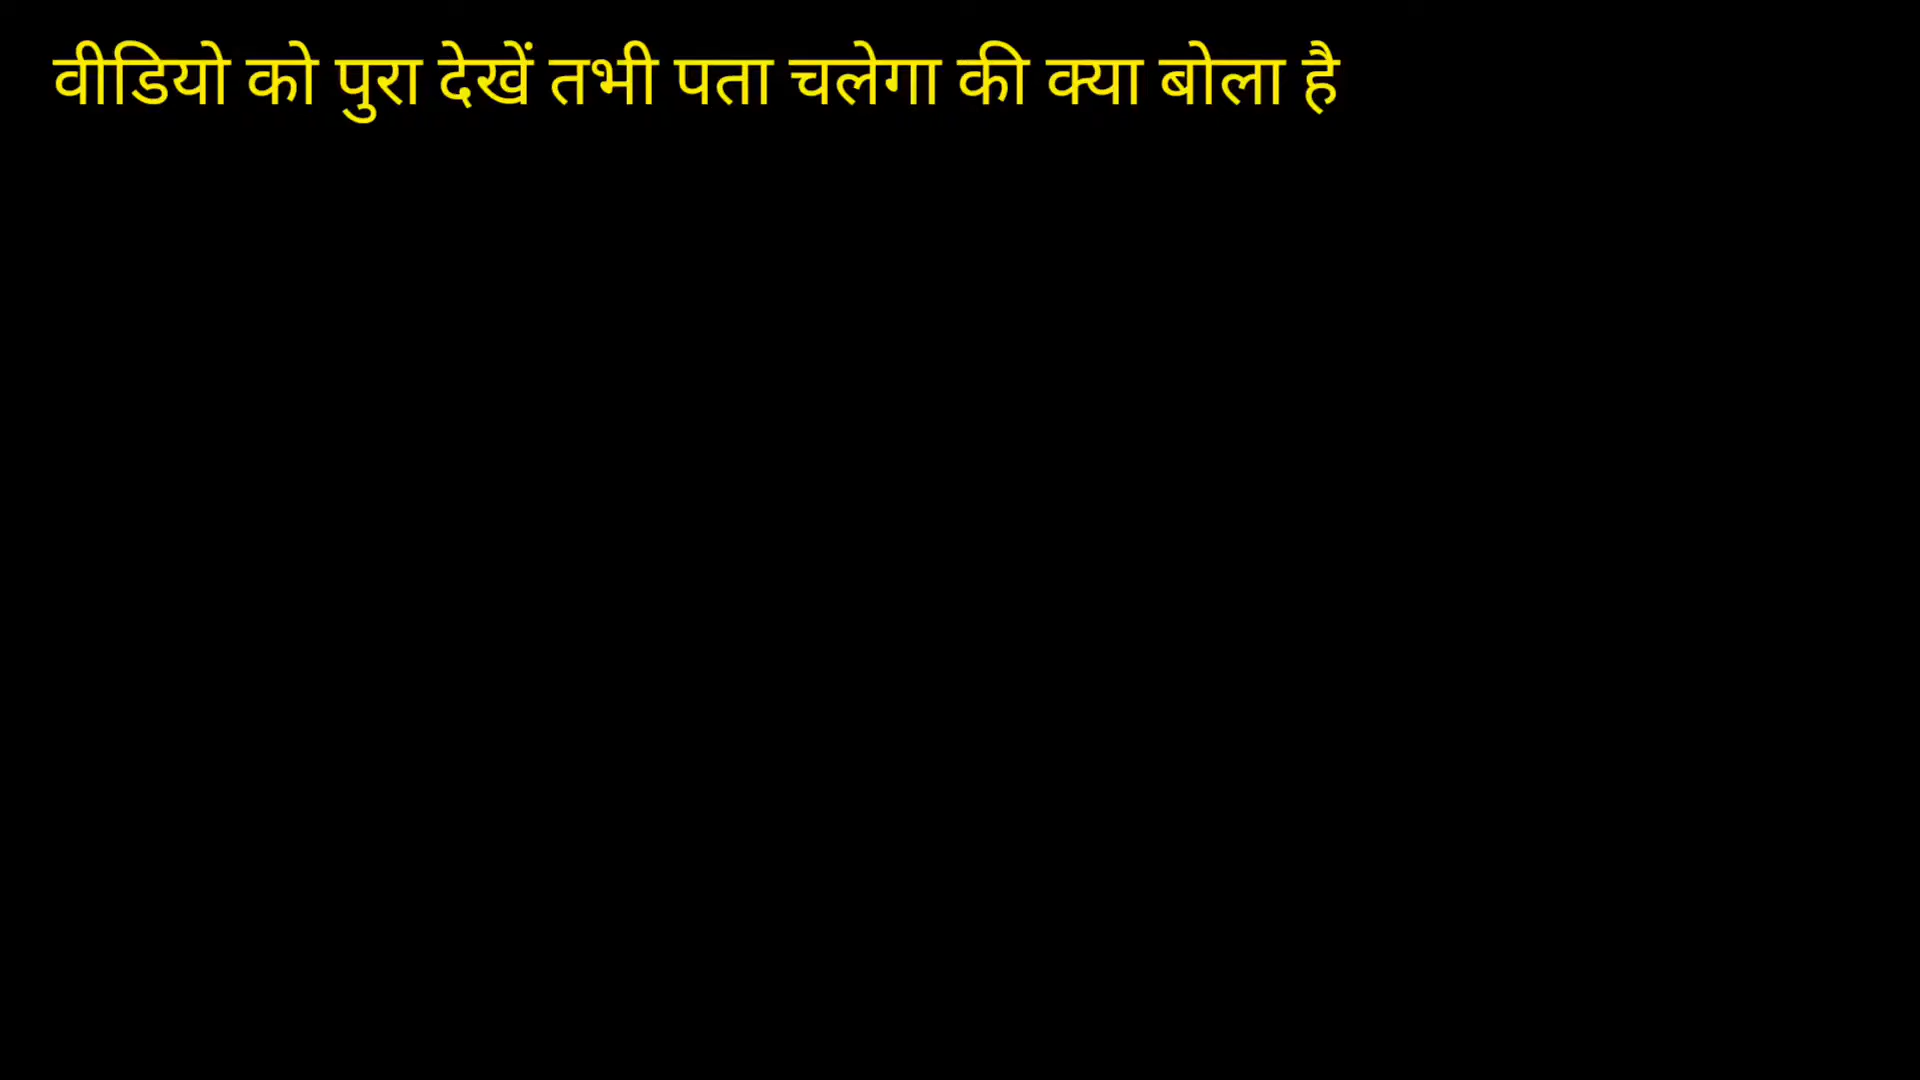 वीडियो को पुरा देखें तभी पता चलेगा की क्या बोला है